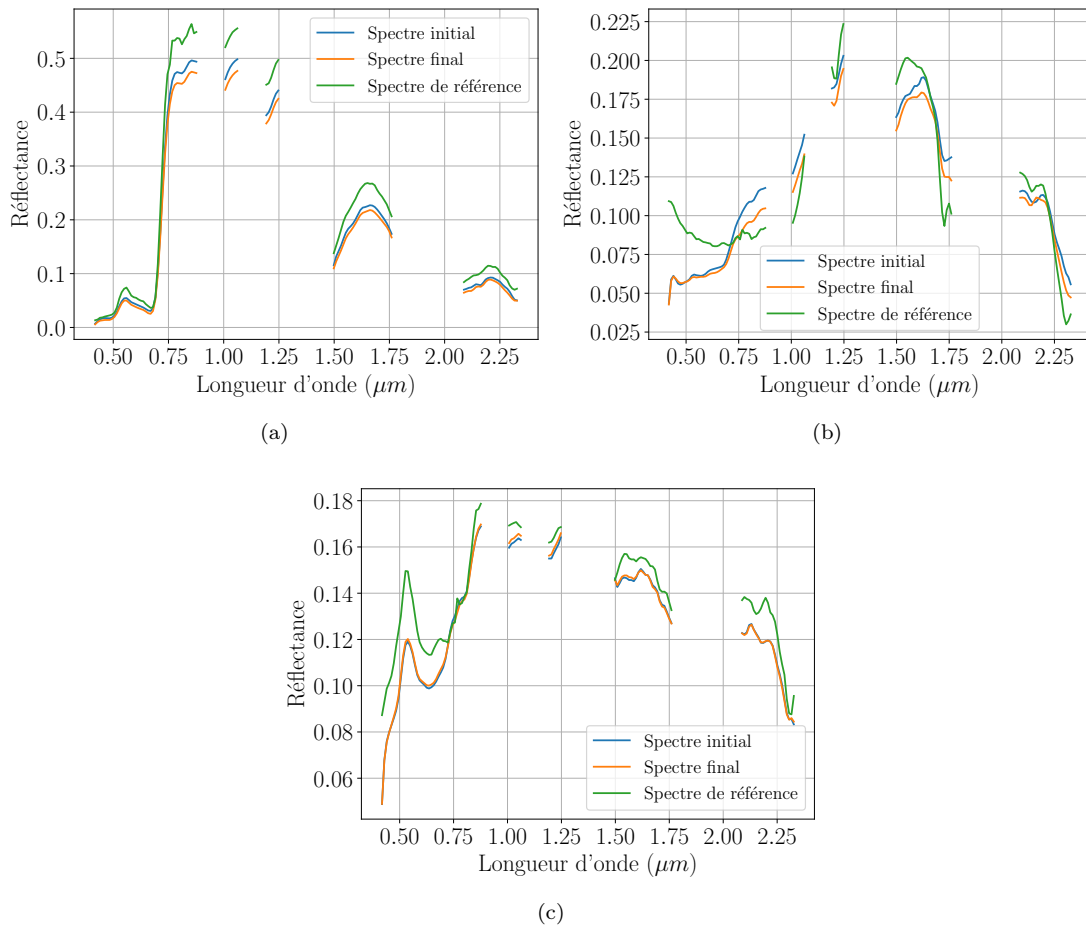 Réflectance
0.5
0.4
0.3
0.2
0.1
0.0
Spectre initial
Spectre final
Spectre de référence
0.50 0.75 1.00 1.25 1.50 1.75 2.00 2.25
Longueur d'onde (μm)
(a)
Réflectance
0.225
0.200
0.175
0.150
0.125
0.100
0.075
0.050
0.025
Spectre initial
Spectre final
Spectre de référence
0.50 0.75 1.00 1.25 1.50 1.75 2.00 2.25
Longueur d'onde (μm)
(b)
Réflectance
0.18
0.16
0.14
0.12
0.10
0.08
0.06
Spectre initial
Spectre final
Spectre de référence
0.50 0.75 1.00 1.25 1.50 1.75 2.00 2.25
Longueur d'onde (μm)
(c)